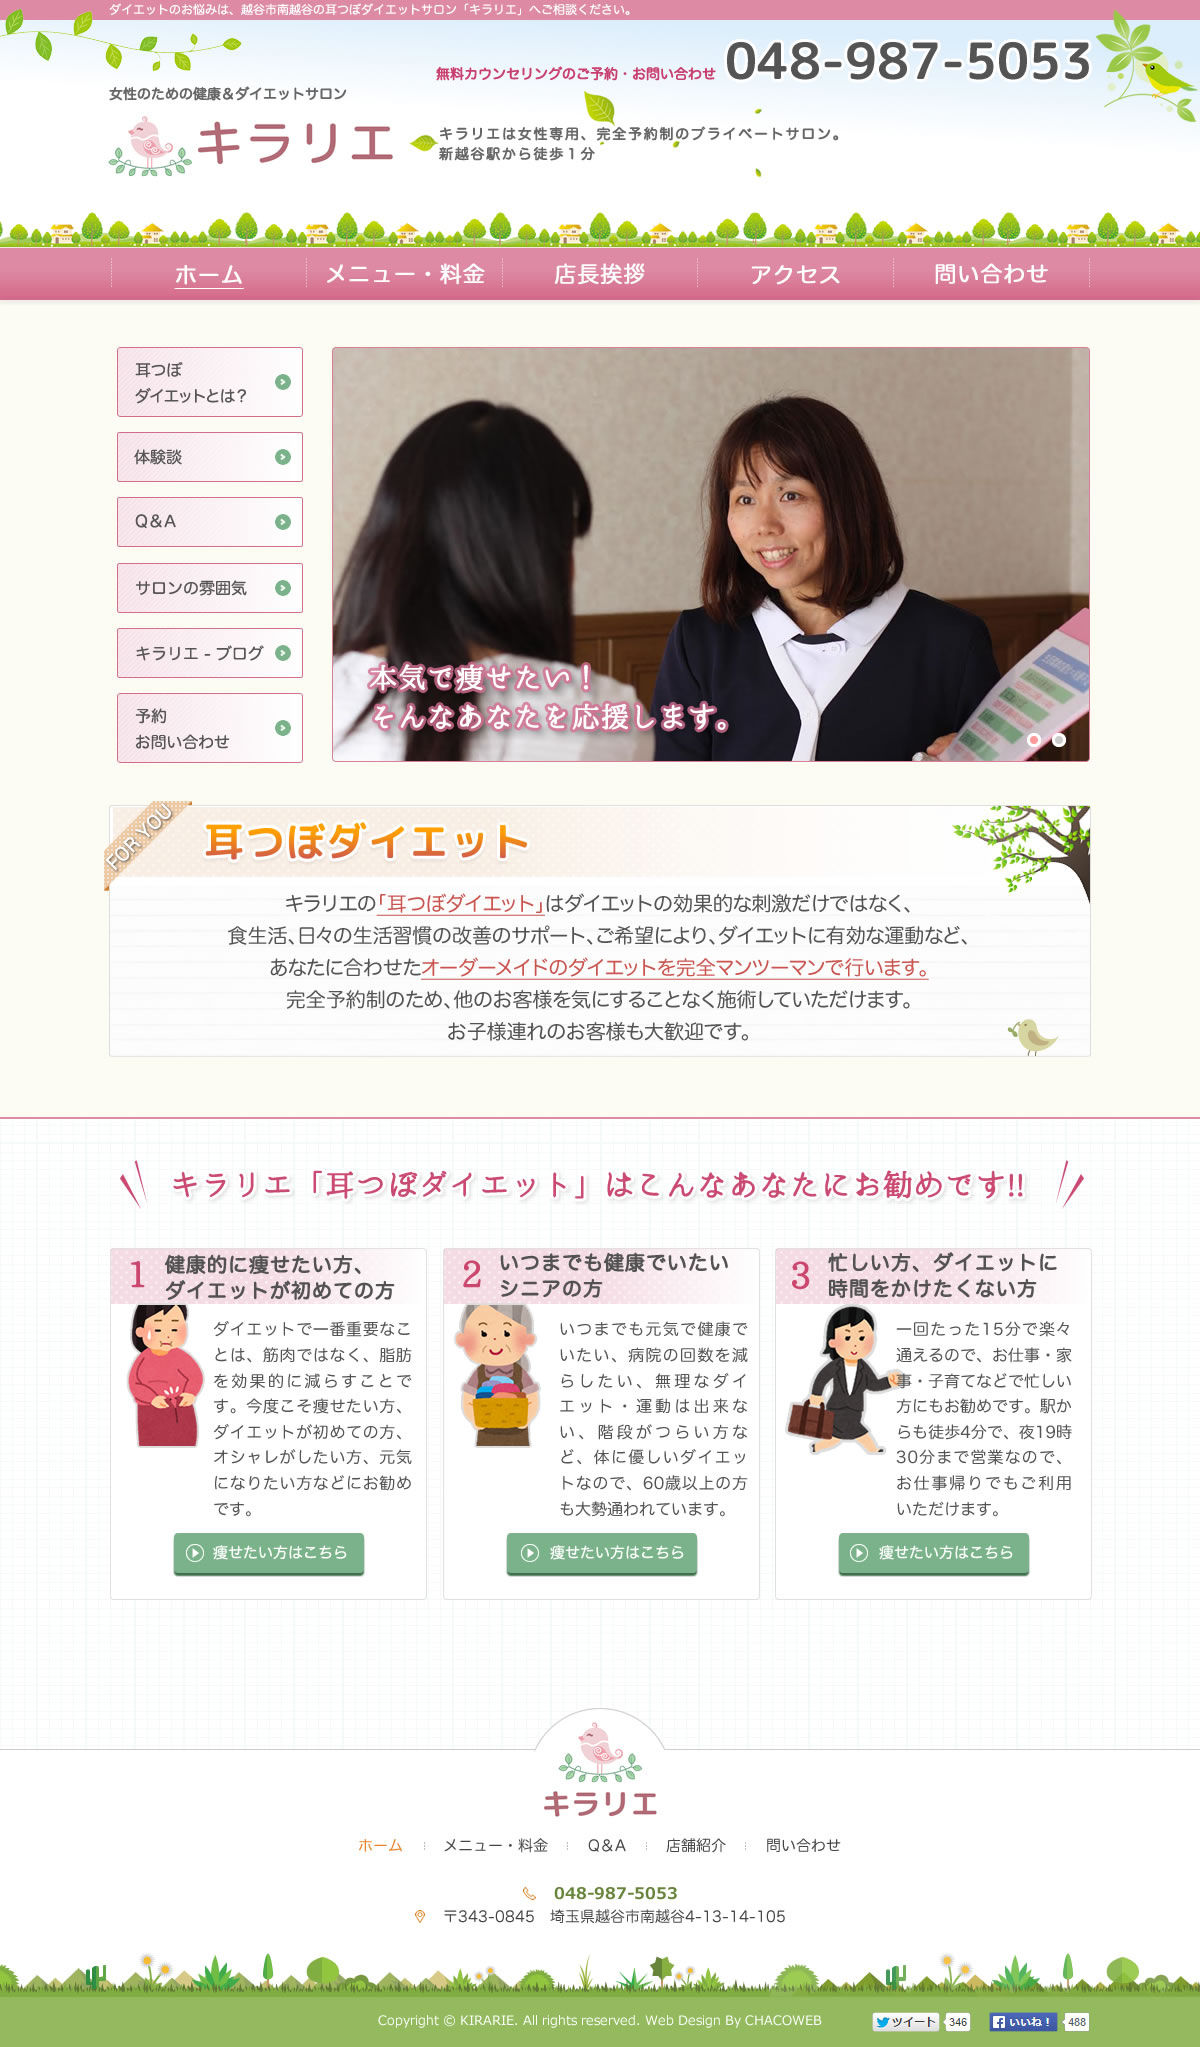 ダイエットのお悩みは、越谷市南越谷の耳つぼダイエットサロン「キラリエ」へご相談ください。
無料カウンセリングのご予約・お問い合わせ 048-987-5053
女性のための健康＆ダイエットサロン
キラリエ
キラリエは女性専用、完全予約制のプライベートサロン。
新越谷駅から徒歩１分
ホーム メニュー・料金 店長挨拶 アクセス 問い合わせ
耳つぼ
ダイエットとは？
体験談
Q＆A
サロンの雰囲気
キラリエ - ブログ
予約
お問い合わせ
本気で痩せたい！
そんなあなたを応援します。
FOR YOU
耳つぼダイエット
キラリエの「耳つぼダイエット」はダイエットの効果的な刺激だけではなく、
食生活、日々の生活習慣の改善のサポート、ご希望により、ダイエットに有効な運動など、
あなたに合わせたオーダーメイドのダイエットを完全マンツーマンで行います。
完全予約制のため、他のお客様を気にすることなく施術していただけます。
お子様連れのお客様も大歓迎です。
キラリエ「耳つぼダイエット」はこんなあなたにお勧めです!!
1 健康的に痩せたい方、
ダイエットが初めての方
ダイエットで一番重要なこ
とは、筋肉ではなく、脂肪
を効果的に減らすことで
す。今度こそ痩せたい方、
ダイエットが初めての方、
オシャレがしたい方、元気
になりたい方などにお勧め
です。
痩せたい方はこちら
2 いつまでも健康でいたい
シニアの方
いつまでも元気で健康で
いたい、病院の回数を減
らしたい、無理なダイ
エット・運動は出来な
い、階段がつらい方な
ど、体に優しいダイエッ
トなので、60歳以上の方
も大勢通われています。
痩せたい方はこちら
3 忙しい方、ダイエットに
時間をかけたくない方
一回たった15分で楽々
通えるので、お仕事・家
事・子育てなどで忙しい
方にもお勧めです。駅か
らも徒歩4分で、夜19時
30分まで営業なので、
お仕事帰りでもご利用
いただけます。
痩せたい方はこちら
キラリエ
ホーム メニュー・料金 Q＆A 店舗紹介 問い合わせ
048-987-5053
〒343-0845　埼玉県越谷市南越谷4-13-14-105
Copyright © KIRARIE. All rights reserved. Web Design By CHACOWEB
ツイート 346 いいね！ 488